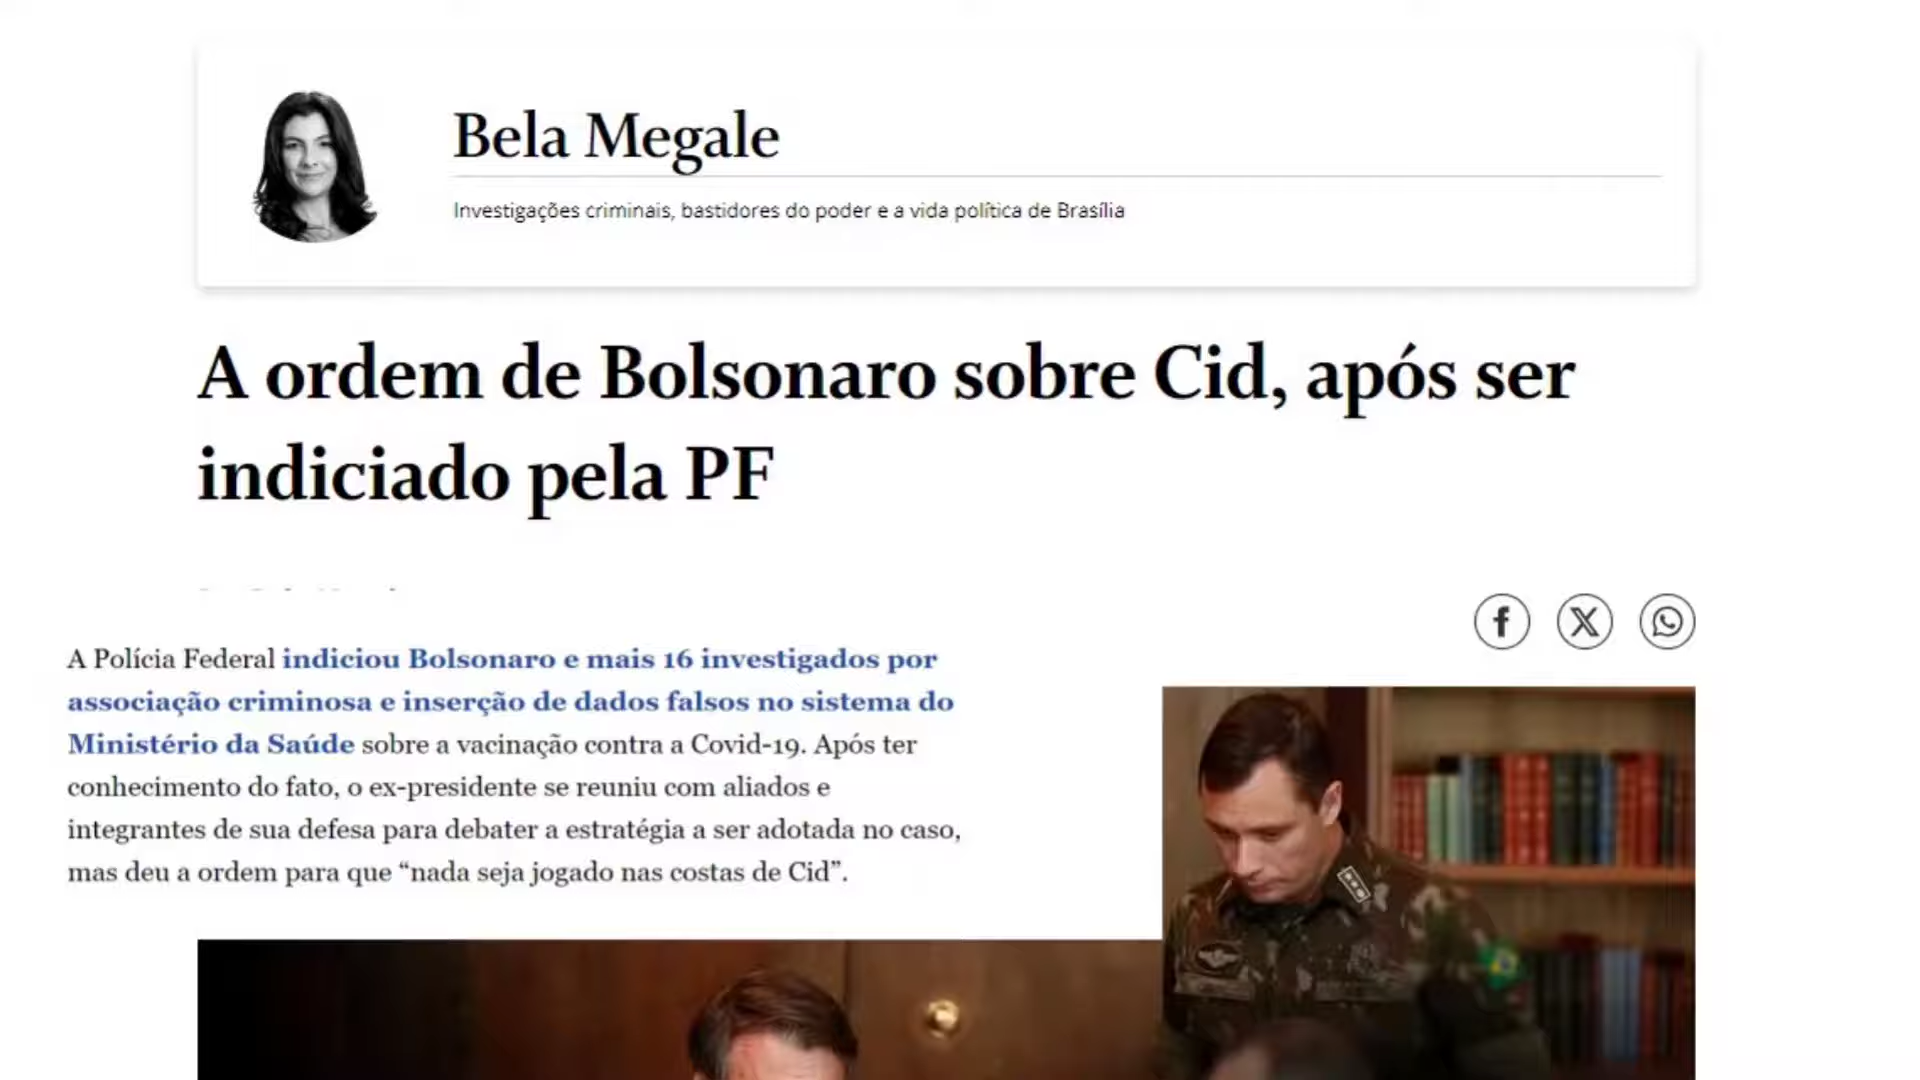 Bela Megale
Investigações criminais, bastidores do poder e a vida política de Brasília
A ordem de Bolsonaro sobre Cid, após ser
indiciado pela PF
A Polícia Federal indiciou Bolsonaro e mais 16 investigados por
associação criminosa e inserção de dados falsos no sistema do
Ministério da Saúde sobre a vacinação contra a Covid-19. Após ter
conhecimento do fato, o ex-presidente se reuniu com aliados e
integrantes de sua defesa para debater a estratégia a ser adotada no caso,
mas deu a ordem para que “nada seja jogado nas costas de Cid”.